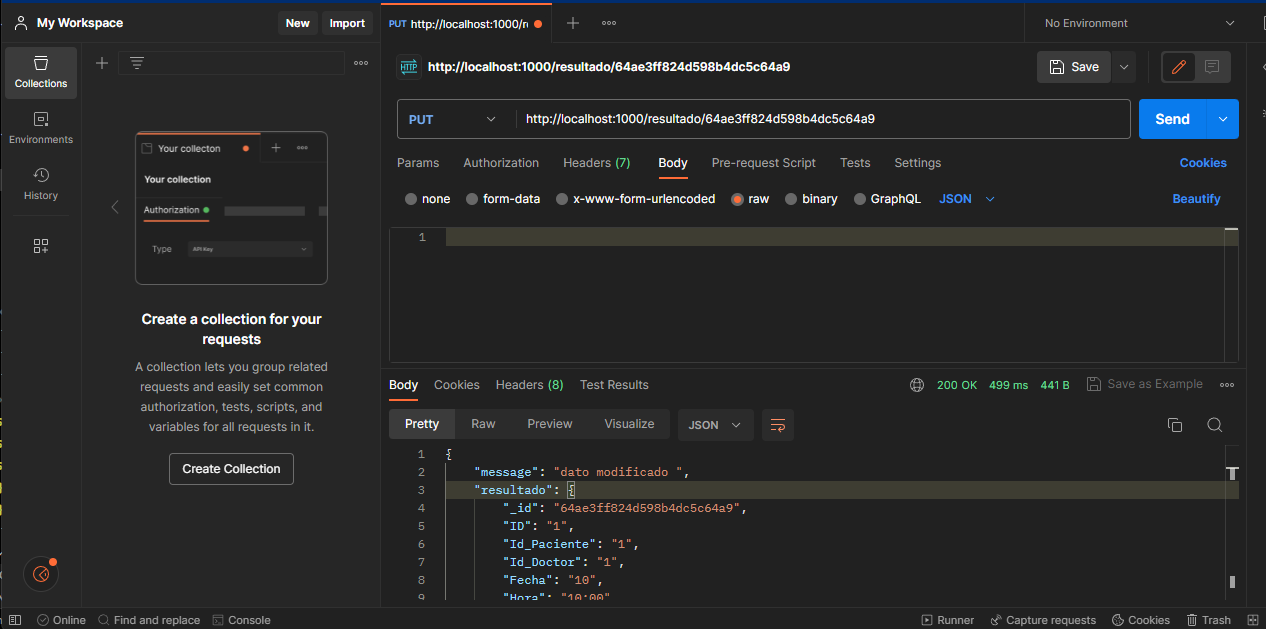 My Workspace
New
Import
PUT http://localhost:1000/r
No Environment
Collections
Environments
History
Your collecton
Your collection
Authorization
Type
API Key
Create a collection for your
requests
A collection lets you group related
requests and easily set common
authorization, tests, scripts, and
variables for all requests in it.
Create Collection
HTTP http://localhost:1000/resultado/64ae3ff824d598b4dc5c64a9
Save
PUT http://localhost:1000/resultado/64ae3ff824d598b4dc5c64a9
Send
Params Authorization Headers (7) Body Pre-request Script Tests Settings Cookies
none form-data x-www-form-urlencoded raw binary GraphQL JSON Beautify
1
Body Cookies Headers (8) Test Results 200 OK 499 ms 441 B Save as Example
Pretty Raw Preview Visualize JSON
1 {
2 "message": "dato modificado ",
3 "resultado": {
4 "_id": "64ae3ff824d598b4dc5c64a9",
5 "ID": "1",
6 "Id_Paciente": "1",
7 "Id_Doctor": "1",
8 "Fecha": "10",
9 "Hora": "10:00"
Online Find and replace Console Runner Capture requests Cookies Trash